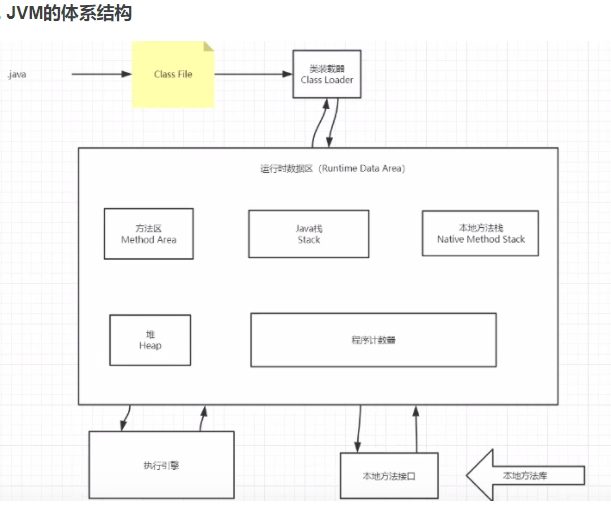 . JVM的体系结构
.java
Class File
类装载器
Class Loader
运行时数据区（Runtime Data Area）
方法区
Method Area
Java栈
Stack
本地方法栈
Native Method Stack
堆
Heap
程序计数器
执行引擎
本地方法接口
本地方法库